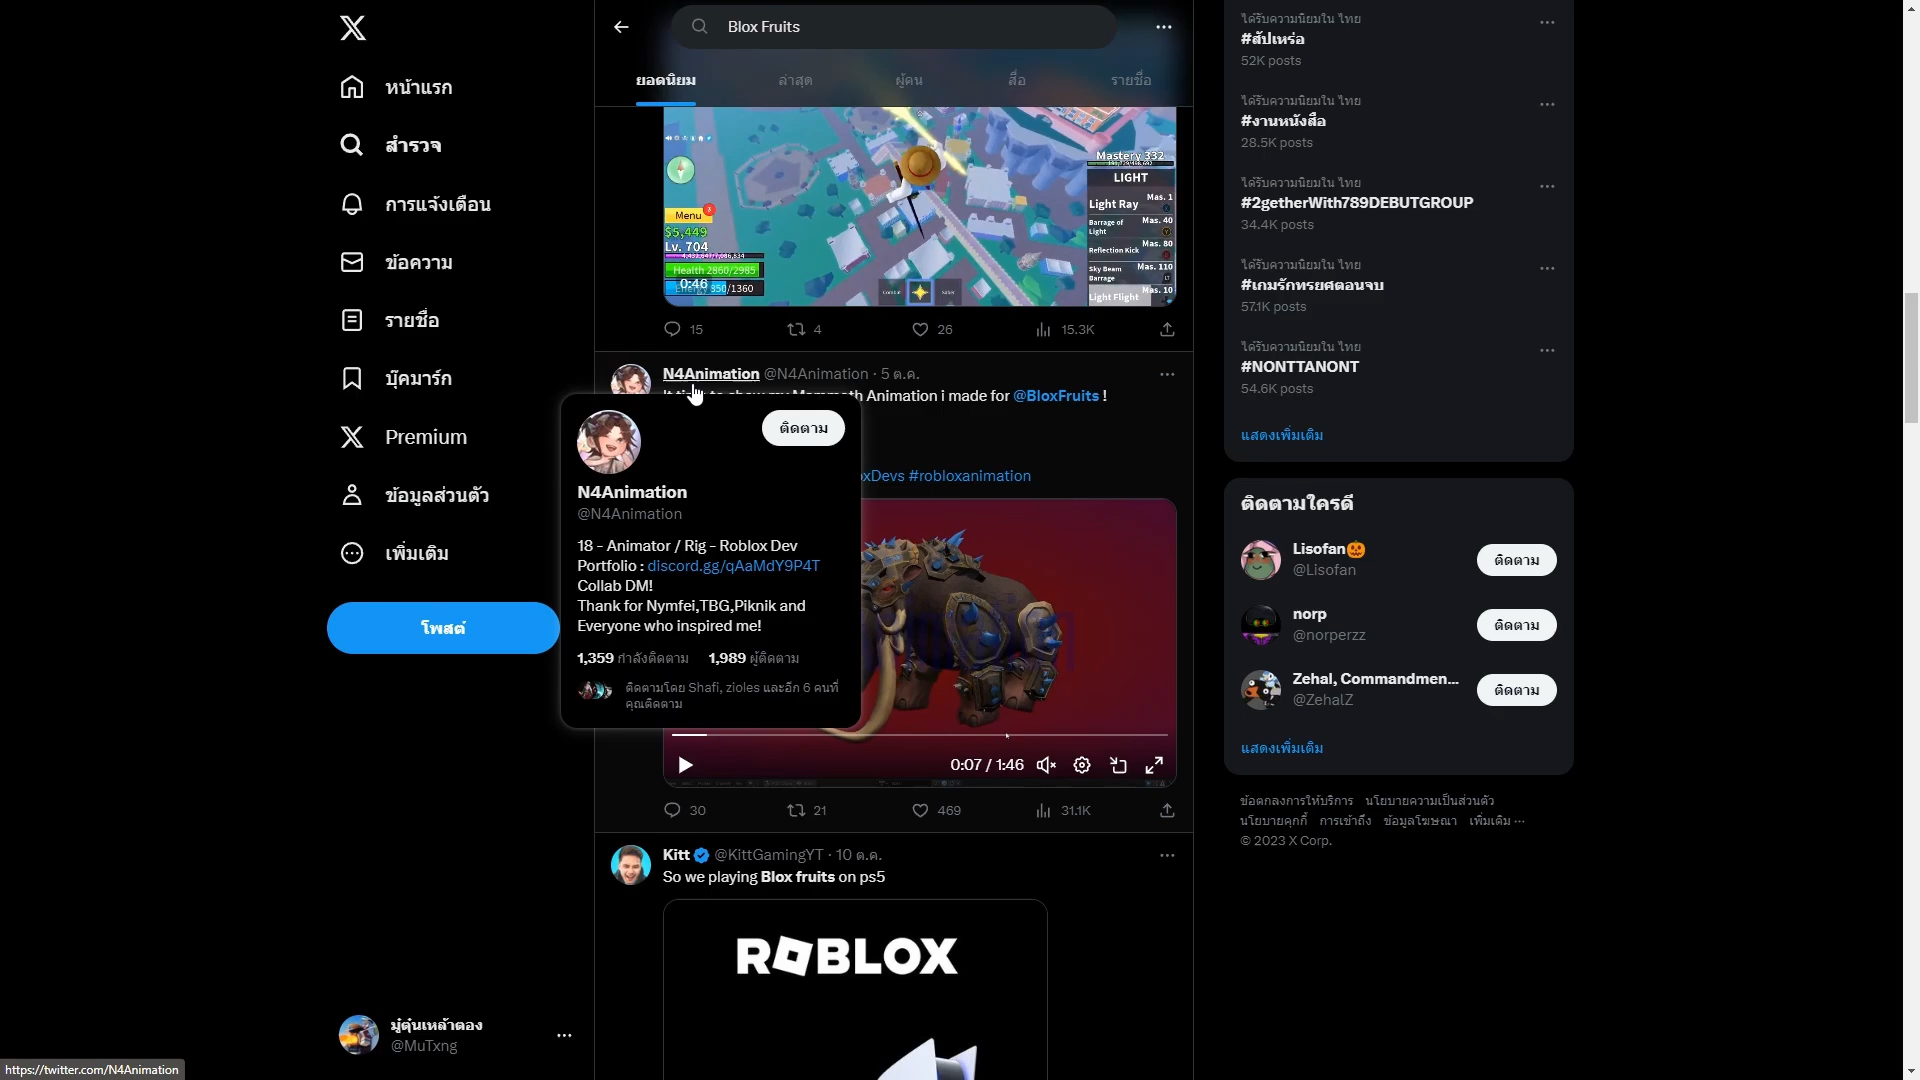 หน้าแรก
สำรวจ
การแจ้งเตือน
ข้อความ
รายชื่อ
บุ๊คมาร์ก
Premium
ข้อมูลส่วนตัว
เพิ่มเติม
โพสต์
มู่ตุ๋นเหล้าตอง
@MuTxng
https://twitter.com/N4Animation
Blox Fruits
ยอดนิยม
ล่าสุด
ผู้คน
สื่อ
รายชื่อ
Menu
$5,449
Lv. 704
Health 2860/2985
0:46
Energy 850/1360
Mastery 332
LIGHT
Mas. 1
Light Ray
Mas. 40
Barrage of
Light
Mas. 80
Reflection Kick
Mas. 110
Sky Beam
Barrage
Mas. 10
Light Flight
15
4
26
15.3K
N4Animation @N4Animation · 5 ต.ค.
Animation i made for @BloxFruits !
#robloxanimation
ติดตาม
N4Animation
@N4Animation
18 - Animator / Rig - Roblox Dev
Portfolio : discord.gg/qAaMdY9P4T
Collab DM!
Thank for Nymfei,TBG,Piknik and
Everyone who inspired me!
1,359 กำลังติดตาม 1,989 ผู้ติดตาม
ติดตามโดย Shafi, zioles และอีก 6 คนที่
คุณติดตาม
0:07 / 1:46
30
21
469
31.1K
Kitt @KittGamingYT · 10 ต.ค.
So we playing Blox fruits on ps5
ROBLOX
ได้รับความนิยมใน ไทย
#สัปเหร่อ
52K posts
ได้รับความนิยมใน ไทย
#งานหนังสือ
28.5K posts
ได้รับความนิยมใน ไทย
#2getherWith789DEBUTGROUP
34.4K posts
ได้รับความนิยมใน ไทย
#เกมรักทรยศตอนจบ
57.1K posts
ได้รับความนิยมใน ไทย
#NONTTANONT
54.6K posts
แสดงเพิ่มเติม
ติดตามใครดี
Lisofan🎃
@Lisofan
ติดตาม
norp
@norperzz
ติดตาม
Zehal, Commandmen...
@ZehalZ
ติดตาม
แสดงเพิ่มเติม
ข้อตกลงการให้บริการ นโยบายความเป็นส่วนตัว
นโยบายคุกกี้ การเข้าถึง ข้อมูลโฆษณา เพิ่มเติม ···
© 2023 X Corp.